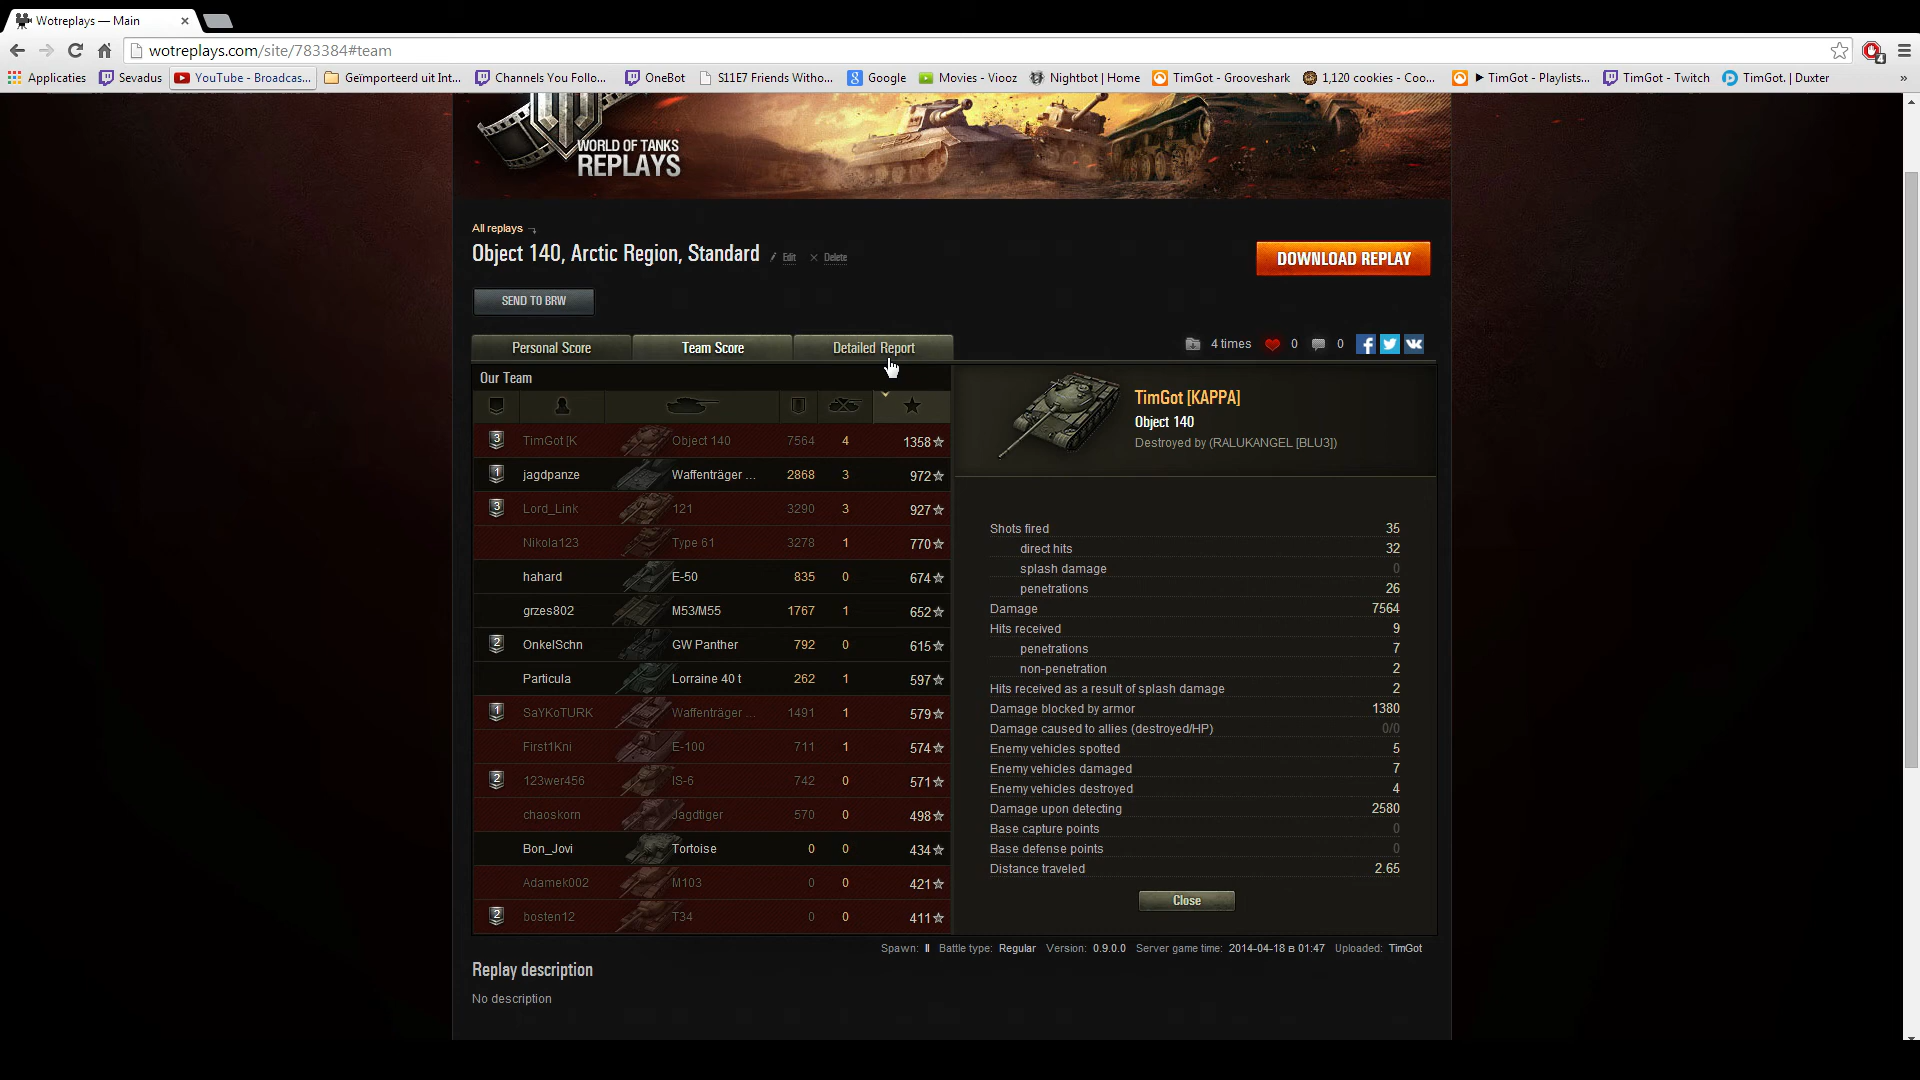 Wotreplays — Main
wotreplays.com/site/783384#team
Applicaties Sevadus YouTube - Broadcas... Geïmporteerd uit Int... Channels You Follo... OneBot S11E7 Friends Witho... Google Movies - Viooz Nightbot | Home TimGot - Grooveshark 1,120 cookies - Coo... ▶ TimGot - Playlists... TimGot - Twitch TimGot. | Duxter »
WORLD OF TANKS
REPLAYS
All replays
Object 140, Arctic Region, Standard Edit Delete
DOWNLOAD REPLAY
SEND TO BRW
Personal Score Team Score Detailed Report
4 times 0 0
Our Team
3 TimGot [K Object 140 7564 4 1358
1 jagdpanze Waffenträger ... 2868 3 972
3 Lord_Link 121 3290 3 927
Nikola123 Type 61 3278 1 770
hahard E-50 835 0 674
grzes802 M53/M55 1767 1 652
2 OnkelSchn GW Panther 792 0 615
Particula Lorraine 40 t 262 1 597
1 SaYKoTURK Waffenträger ... 1491 1 579
First1Kni E-100 711 1 574
2 123wer456 IS-6 742 0 571
chaoskorn Jagdtiger 570 0 498
Bon_Jovi Tortoise 0 0 434
Adamek002 M103 0 0 421
2 bosten12 T34 0 0 411
TimGot [KAPPA]
Object 140
Destroyed by (RALUKANGEL [BLU3])
Shots fired 35
direct hits 32
splash damage 0
penetrations 26
Damage 7564
Hits received 9
penetrations 7
non-penetration 2
Hits received as a result of splash damage 2
Damage blocked by armor 1380
Damage caused to allies (destroyed/HP) 0/0
Enemy vehicles spotted 5
Enemy vehicles damaged 7
Enemy vehicles destroyed 4
Damage upon detecting 2580
Base capture points 0
Base defense points 0
Distance traveled 2.65
Close
Spawn: II Battle type: Regular Version: 0.9.0.0 Server game time: 2014-04-18 в 01:47 Uploaded: TimGot
Replay description
No description